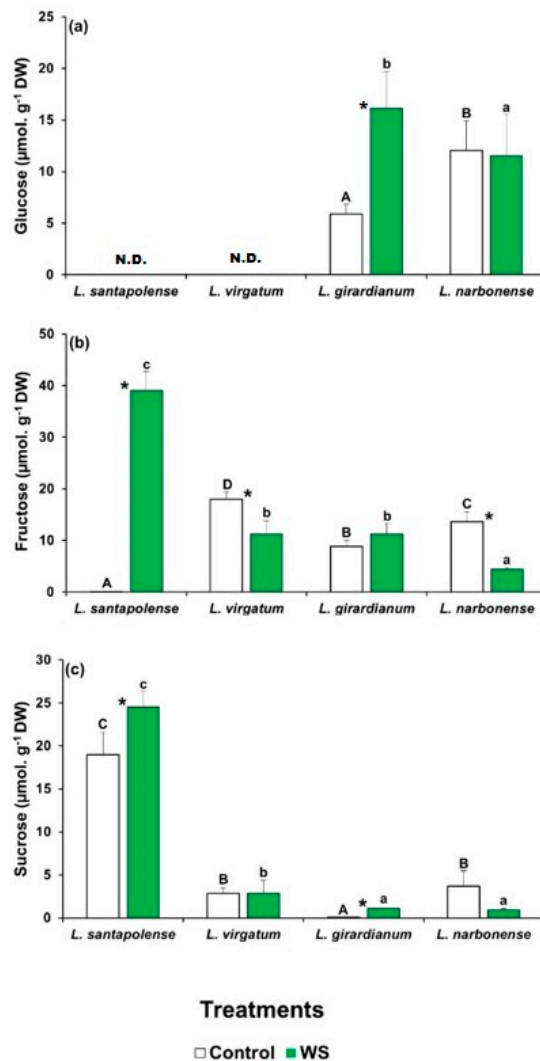 (a)
Glucose (µmol. g⁻¹ DW)
25
20
15
10
5
0
N.D.
N.D.
A
*
b
B
a
L. santapolense
L. virgatum
L. girardianum
L. narbonense
(b)
Fructose (µmol. g⁻¹ DW)
50
40
30
20
10
0
A
*
c
D
*
b
B
b
C
*
a
L. santapolense
L. virgatum
L. girardianum
L. narbonense
(c)
Sucrose (µmol. g⁻¹ DW)
30
25
20
15
10
5
0
C
*
c
B
b
A
*
a
B
a
L. santapolense
L. virgatum
L. girardianum
L. narbonense
Treatments
Control
WS